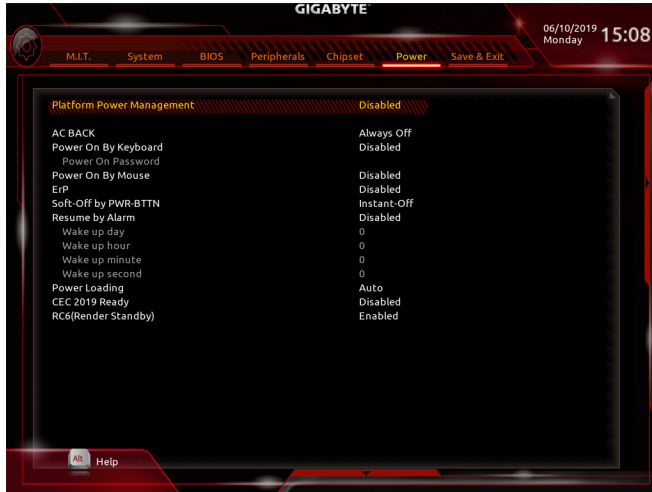 GIGABYTE
06/10/2019 15:08
Monday
M.I.T. System BIOS Peripherals Chipset Power Save & Exit
Platform Power Management Disabled
AC BACK Always Off
Power On By Keyboard Disabled
Power On Password
Power On By Mouse Disabled
ErP Disabled
Soft-Off by PWR-BTTN Instant-Off
Resume by Alarm Disabled
Wake up day 0
Wake up hour 0
Wake up minute 0
Wake up second 0
Power Loading Auto
CEC 2019 Ready Disabled
RC6(Render Standby) Enabled
Alt Help